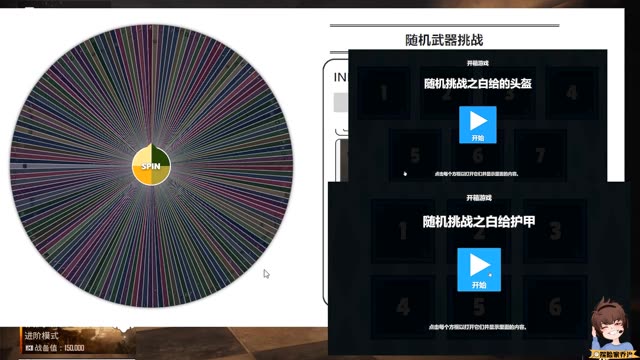 SPIN
随机武器挑战
IN
开箱游戏
随机挑战之白给的头盔
1
2
3
4
开始
5
6
7
点击每个方框以打开它们并显示里面的内容。
开箱游戏
随机挑战之白给护甲
1
2
3
开始
4
5
6
点击每个方框以打开它们并显示里面的内容。
进阶模式
战备值：150,000